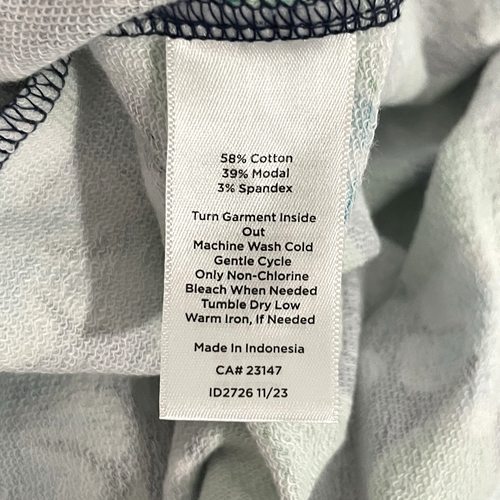 58% Cotton
39% Modal
3% Spandex
Turn Garment Inside
Out
Machine Wash Cold
Gentle Cycle
Only Non-Chlorine
Bleach When Needed
Tumble Dry Low
Warm Iron, If Needed
Made In Indonesia
CA# 23147
ID2726 11/23